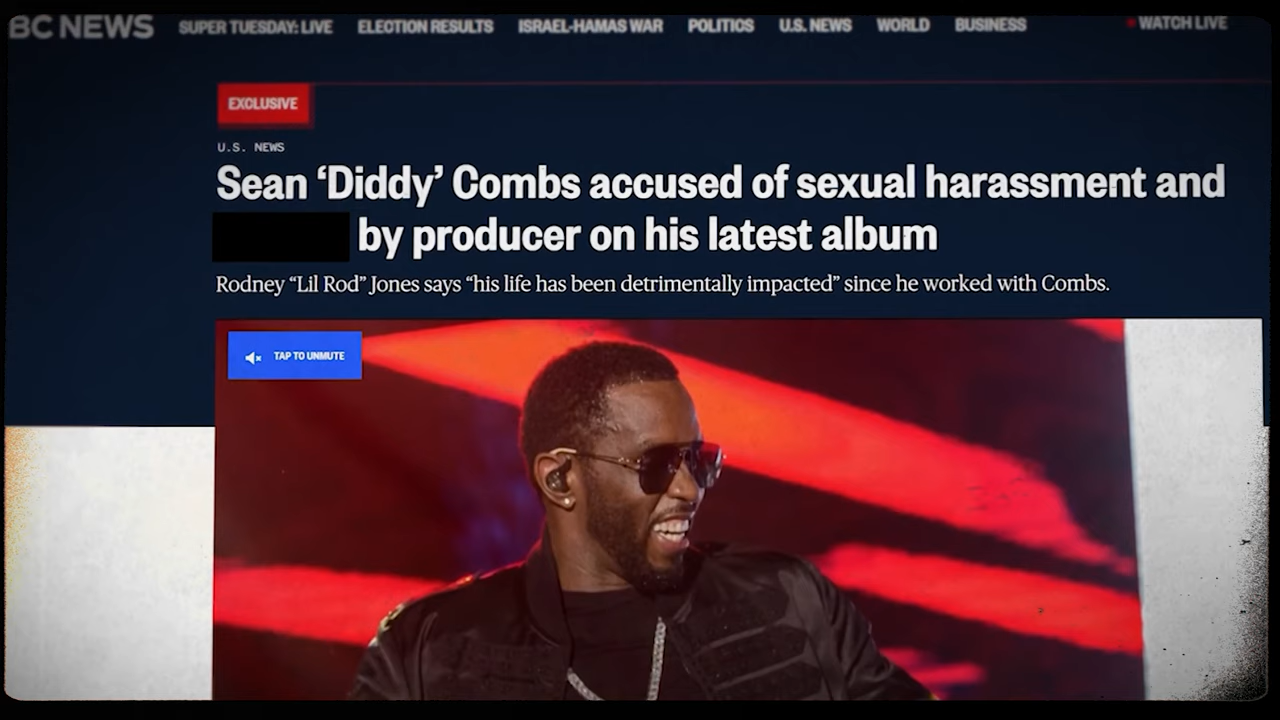 BC NEWS SUPER TUESDAY: LIVE ELECTION RESULTS ISRAEL-HAMAS WAR POLITICS U.S. NEWS WORLD BUSINESS WATCH LIVE
EXCLUSIVE
U.S. NEWS
Sean ‘Diddy’ Combs accused of sexual harassment and
by producer on his latest album
Rodney “Lil Rod” Jones says “his life has been detrimentally impacted” since he worked with Combs.
TAP TO UNMUTE